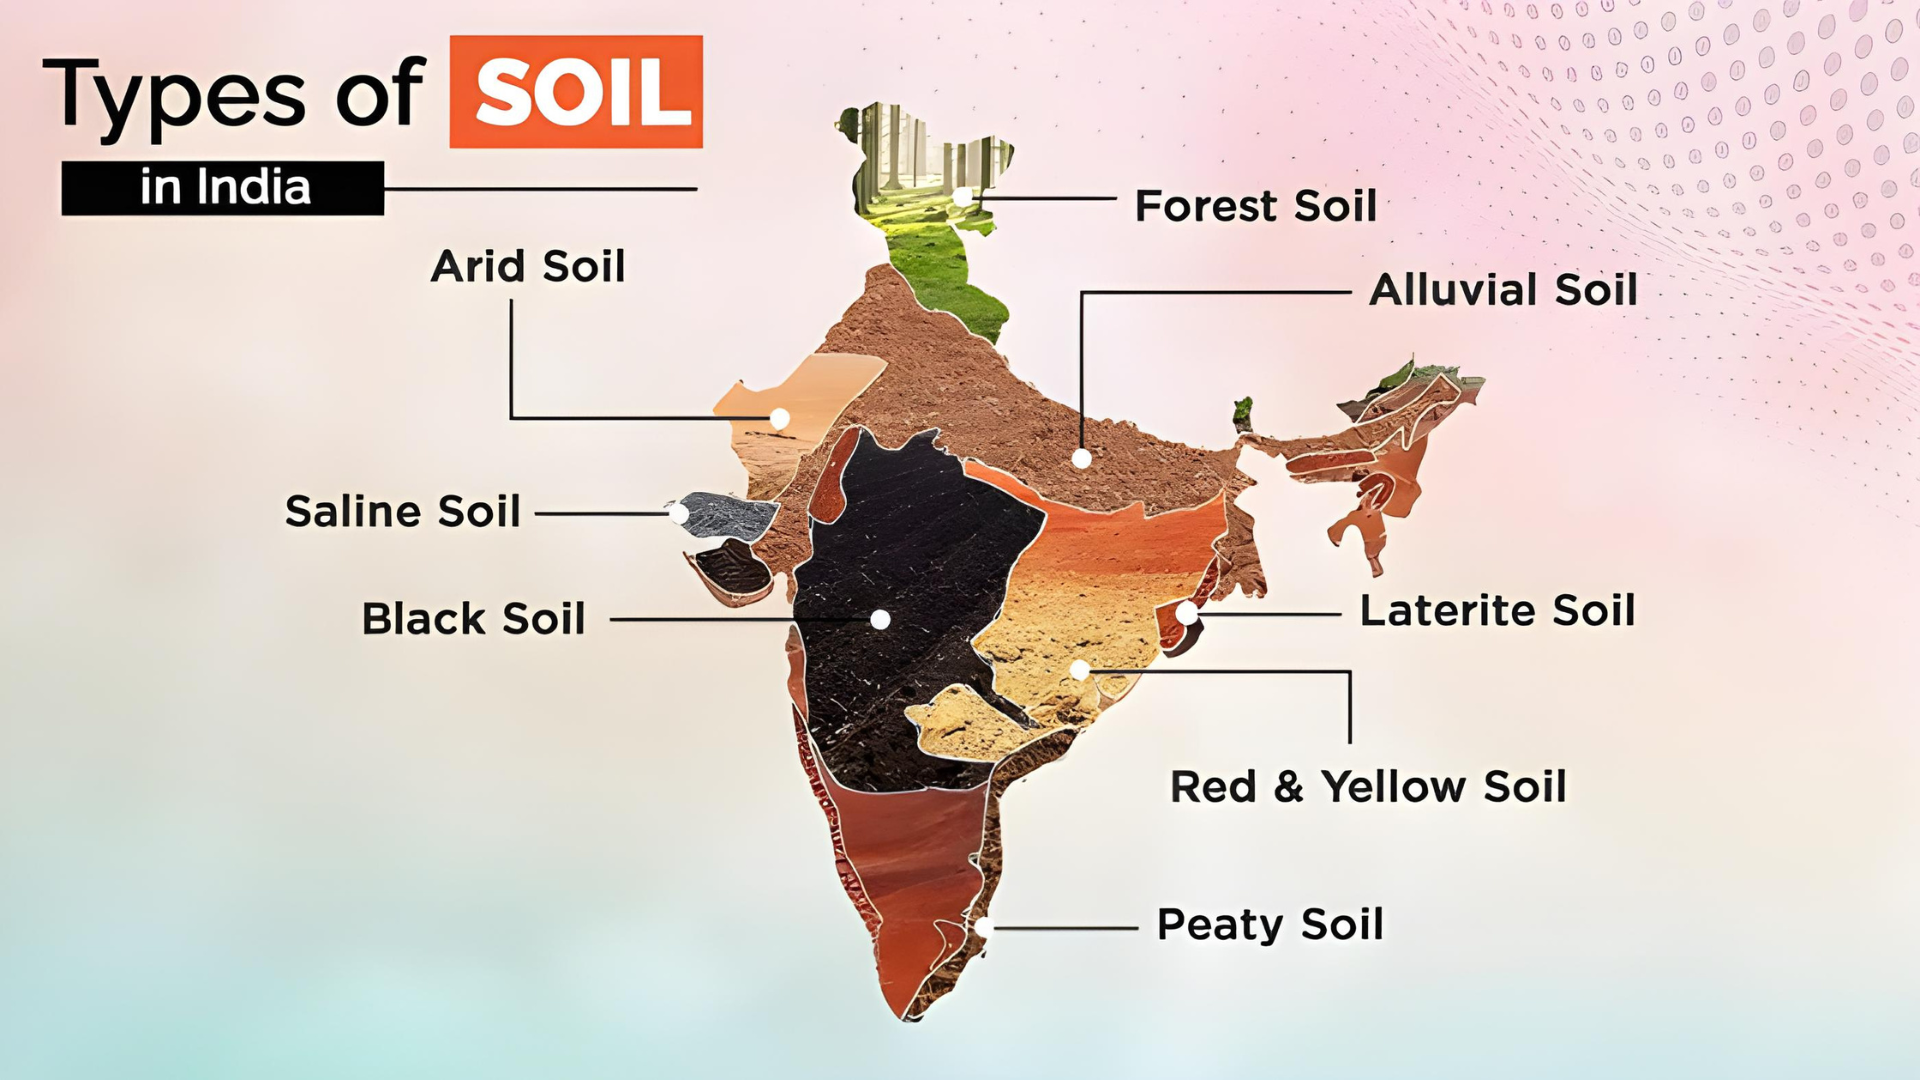 Types of SOIL
in India
Forest Soil
Arid Soil
Alluvial Soil
Saline Soil
Black Soil
Laterite Soil
Red & Yellow Soil
Peaty Soil